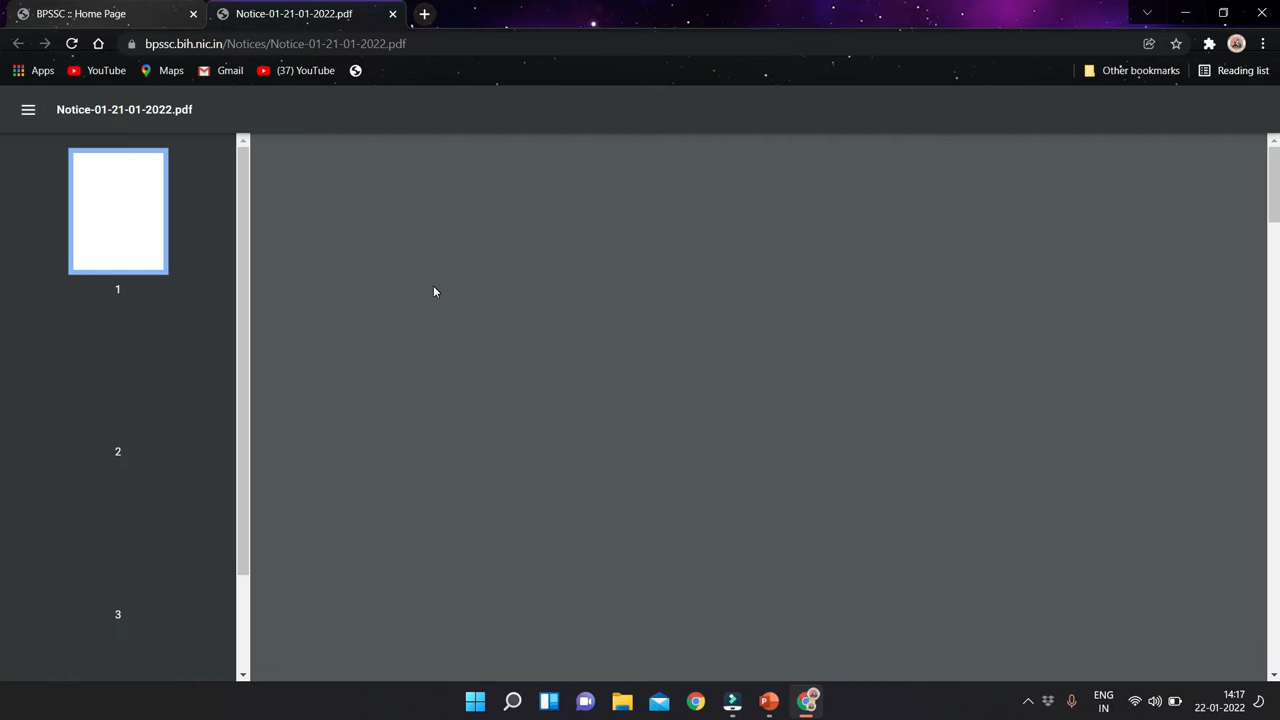 BPSSC :: Home Page
Notice-01-21-01-2022.pdf
bpssc.bih.nic.in/Notices/Notice-01-21-01-2022.pdf
Apps
YouTube
Maps
Gmail
(37) YouTube
Other bookmarks
Reading list
Notice-01-21-01-2022.pdf
1
2
3
ENG
IN
14:17
22-01-2022